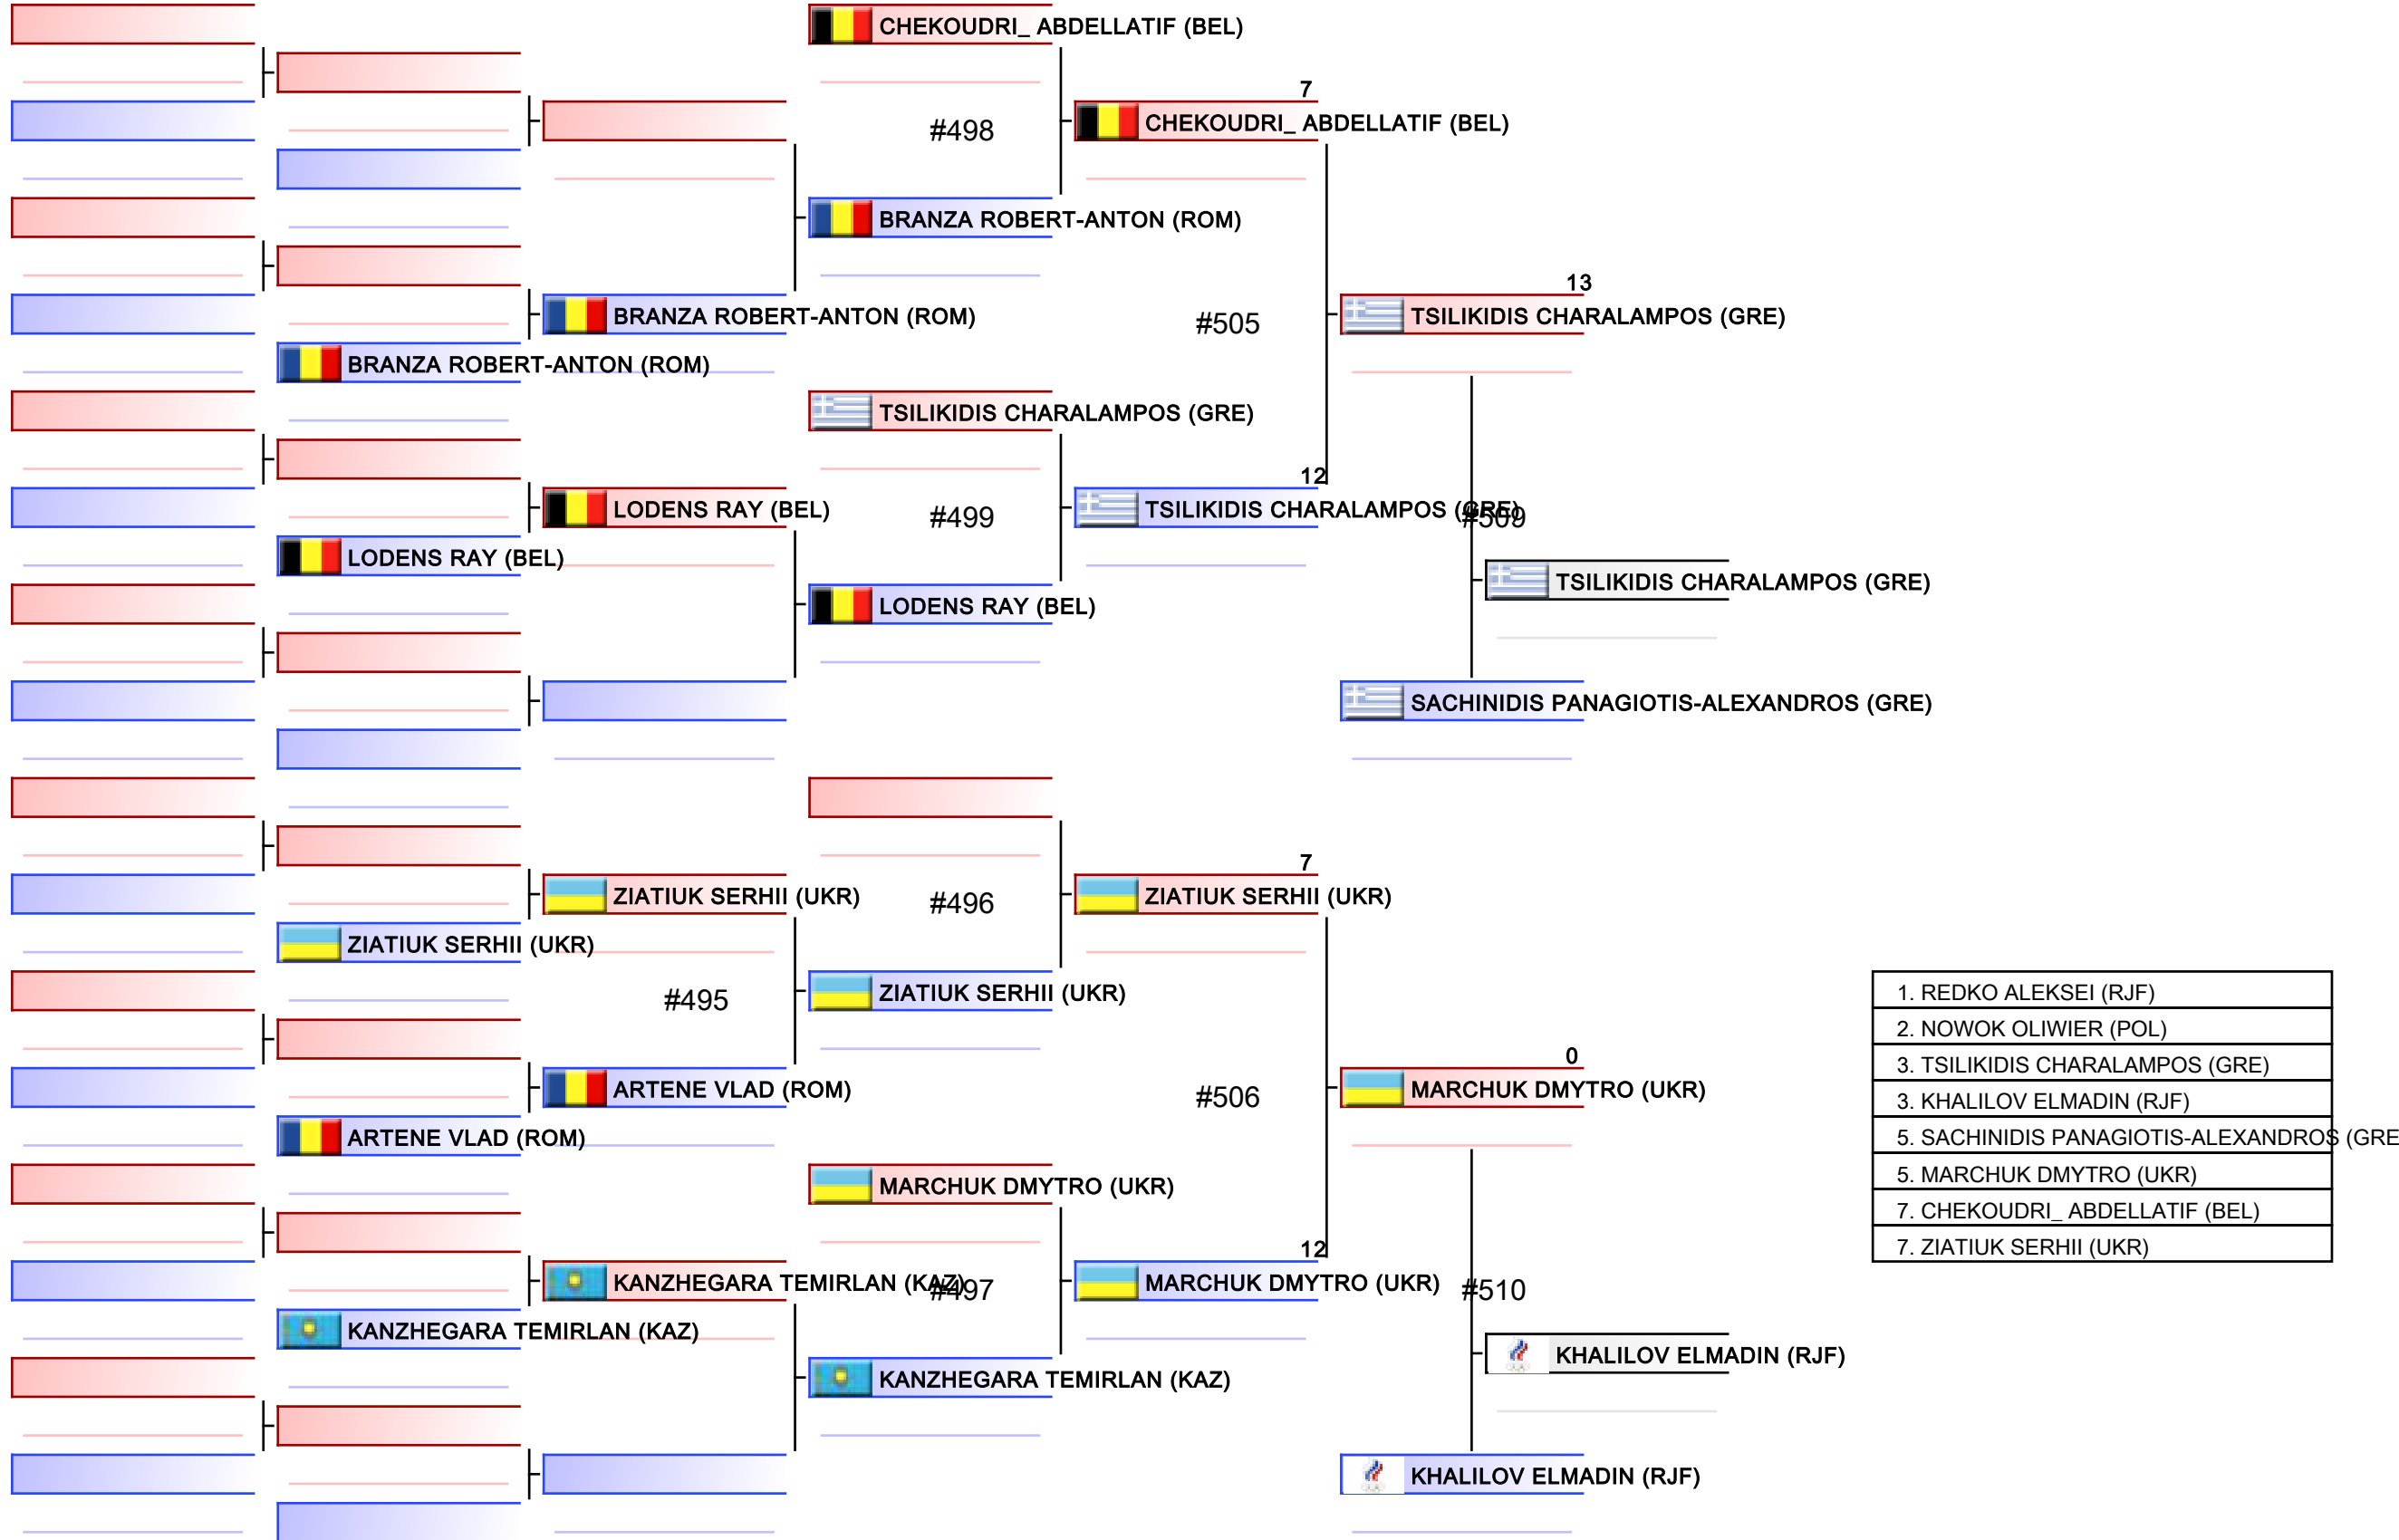 CHEKOUDRI_ ABDELLATIF (BEL)
7
#498
CHEKOUDRI_ ABDELLATIF (BEL)
BRANZA ROBERT-ANTON (ROM)
13
BRANZA ROBERT-ANTON (ROM)
#505
TSILIKIDIS CHARALAMPOS (GRE)
BRANZA ROBERT-ANTON (ROM)
TSILIKIDIS CHARALAMPOS (GRE)
12
LODENS RAY (BEL)
#499
TSILIKIDIS CHARALAMPOS (GRE)
#509
LODENS RAY (BEL)
TSILIKIDIS CHARALAMPOS (GRE)
LODENS RAY (BEL)
SACHINIDIS PANAGIOTIS-ALEXANDROS (GRE)
7
ZIATIUK SERHII (UKR)
#496
ZIATIUK SERHII (UKR)
ZIATIUK SERHII (UKR)
#495
ZIATIUK SERHII (UKR)
0
ARTENE VLAD (ROM)
#506
MARCHUK DMYTRO (UKR)
ARTENE VLAD (ROM)
MARCHUK DMYTRO (UKR)
12
KANZHEGARA TEMIRLAN (KAZ)
#497
MARCHUK DMYTRO (UKR)
#510
KANZHEGARA TEMIRLAN (KAZ)
KHALILOV ELMADIN (RJF)
KANZHEGARA TEMIRLAN (KAZ)
KHALILOV ELMADIN (RJF)
1. REDKO ALEKSEI (RJF)
2. NOWOK OLIWIER (POL)
3. TSILIKIDIS CHARALAMPOS (GRE)
3. KHALILOV ELMADIN (RJF)
5. SACHINIDIS PANAGIOTIS-ALEXANDROS (GRE
5. MARCHUK DMYTRO (UKR)
7. CHEKOUDRI_ ABDELLATIF (BEL)
7. ZIATIUK SERHII (UKR)